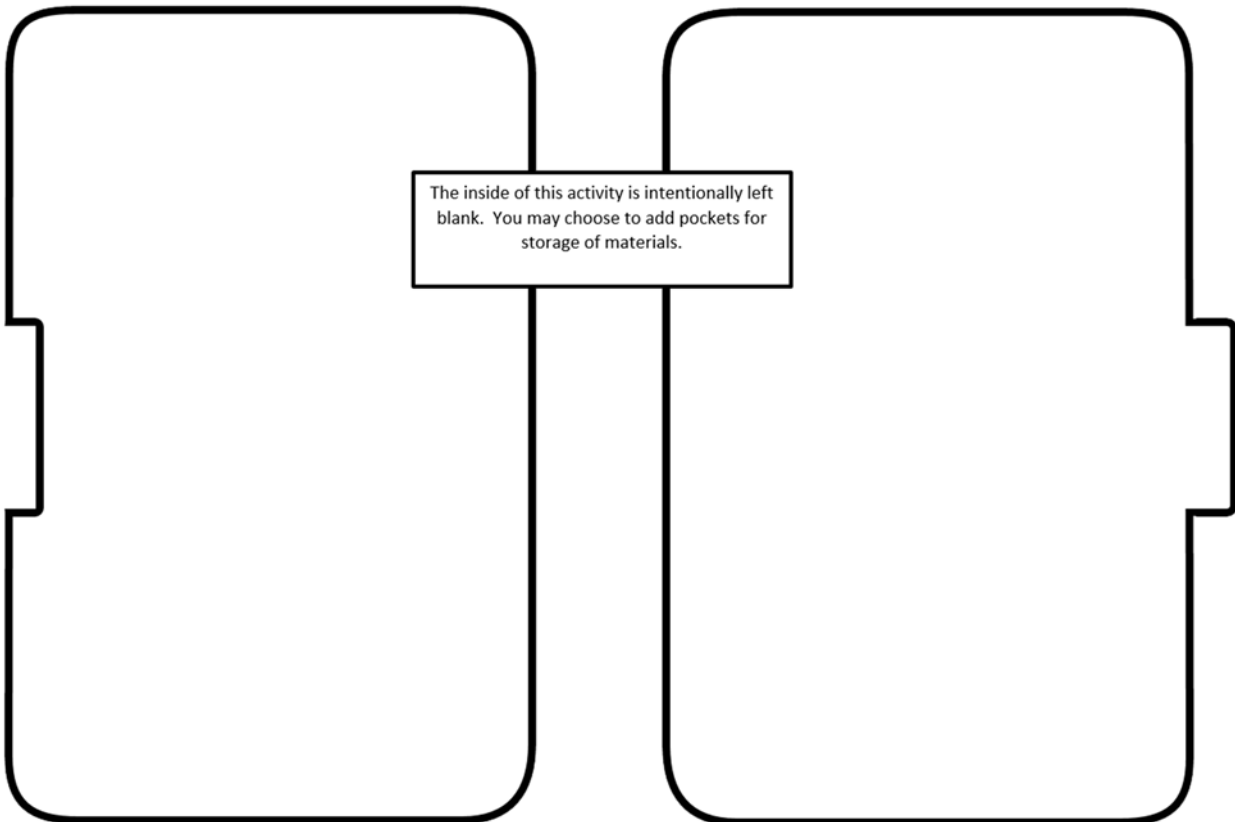 The inside of this activity is intentionally left
blank.  You may choose to add pockets for
storage of materials.